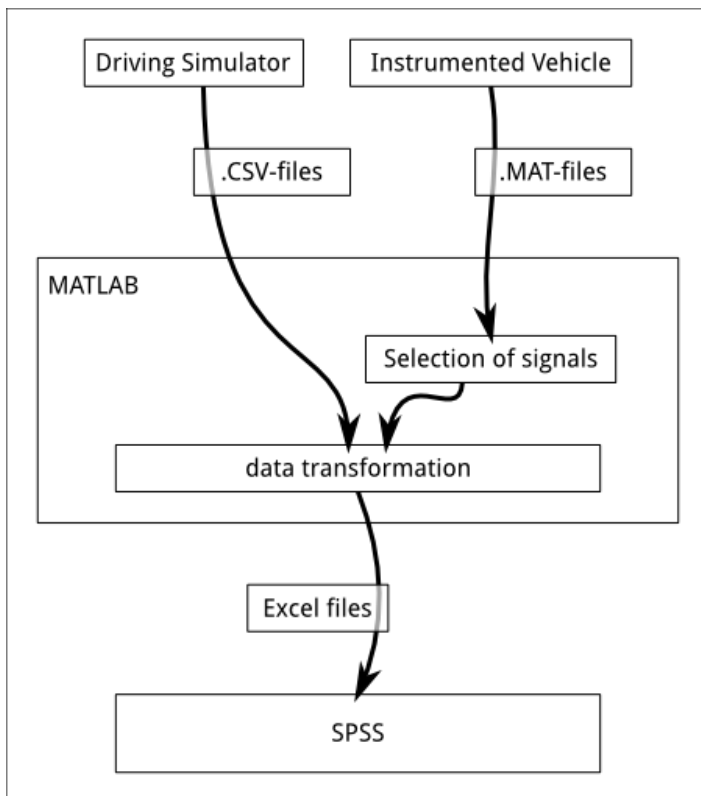 Driving Simulator
Instrumented Vehicle
.CSV-files
.MAT-files
MATLAB
Selection of signals
data transformation
Excel files
SPSS